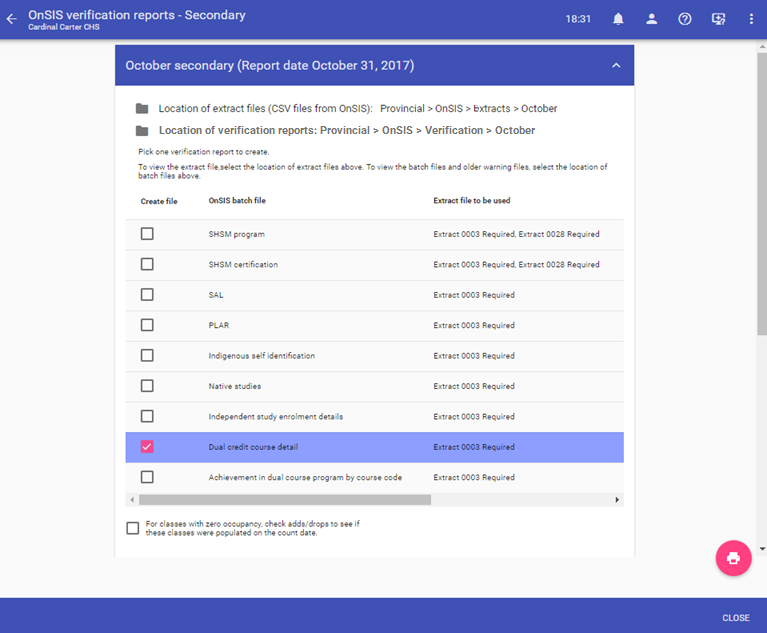 OnSIS verification reports - Secondary
Cardinal Carter CHS
18:31
October secondary (Report date October 31, 2017)
Location of extract files (CSV files from OnSIS): Provincial > OnSIS > Extracts > October
Location of verification reports: Provincial > OnSIS > Verification > October
Pick one verification report to create.
To view the extract file,select the location of extract files above. To view the batch files and older warning files, select the location of
batch files above.
Create file OnSIS batch file Extract file to be used
SHSM program Extract 0003 Required, Extract 0028 Required
SHSM certification Extract 0003 Required, Extract 0028 Required
SAL Extract 0003 Required
PLAR Extract 0003 Required
Indigenous self identification Extract 0003 Required
Native studies Extract 0003 Required
Independent study enrolment details Extract 0003 Required
Dual credit course detail Extract 0003 Required
Achievement in dual course program by course code Extract 0003 Required
For classes with zero occupancy, check adds/drops to see if
these classes were populated on the count date.
CLOSE